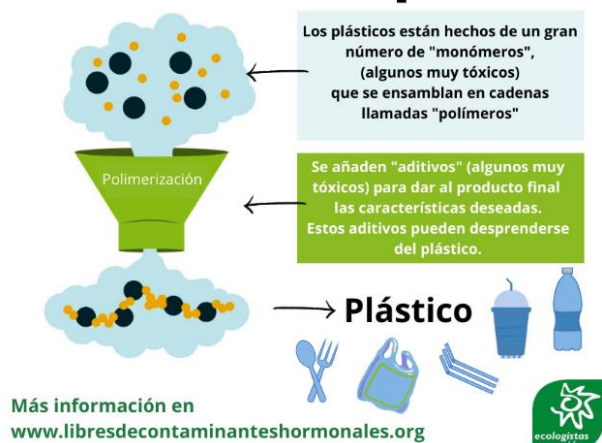 Los plásticos están hechos de un gran
número de "monómeros",
(algunos muy tóxicos)
que se ensamblan en cadenas
llamadas "polímeros"
Polimerización
Se añaden "aditivos" (algunos muy
tóxicos) para dar al producto final
las características deseadas.
Estos aditivos pueden desprenderse
del plástico.
Plástico
Más información en
www.libresdecontaminanteshormonales.org
ecologistas